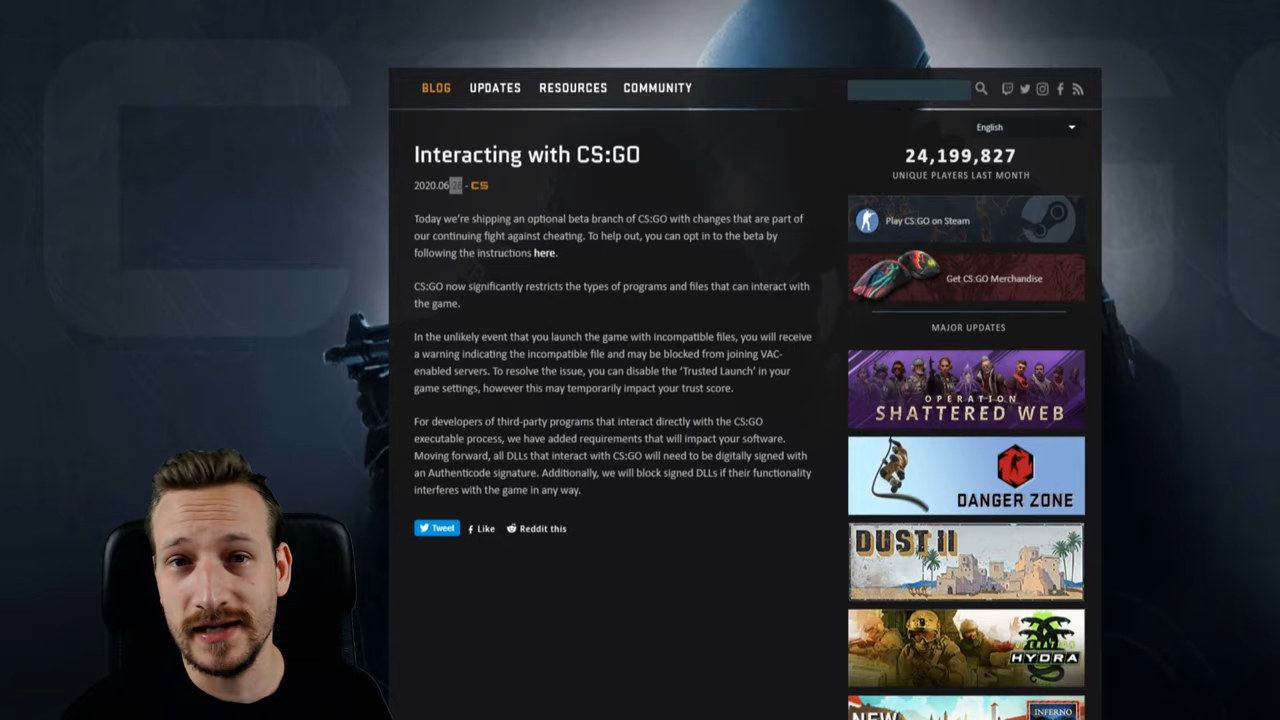 BLOG UPDATES RESOURCES COMMUNITY
English
24,199,827
UNIQUE PLAYERS LAST MONTH
Interacting with CS:GO
2020.06 - CS
Today we're shipping an optional beta branch of CS:GO with changes that are part of
our continuing fight against cheating. To help out, you can opt in to the beta by
following the instructions here.
CS:GO now significantly restricts the types of programs and files that can interact with
the game.
In the unlikely event that you launch the game with incompatible files, you will receive
a warning indicating the incompatible file and may be blocked from joining VAC-
enabled servers. To resolve the issue, you can disable the 'Trusted Launch' in your
game settings, however this may temporarily impact your trust score.
For developers of third-party programs that interact directly with the CS:GO
executable process, we have added requirements that will impact your software.
Moving forward, all DLLs that interact with CS:GO will need to be digitally signed with
an Authenticode signature. Additionally, we will block signed DLLs if their functionality
interferes with the game in any way.
Tweet Like Reddit this
Play CS:GO on Steam
Get CS:GO Merchandise
MAJOR UPDATES
OPERATION
SHATTERED WEB
DANGER ZONE
DUST II
OPERATION
HYDRA
NEW
INFERNO